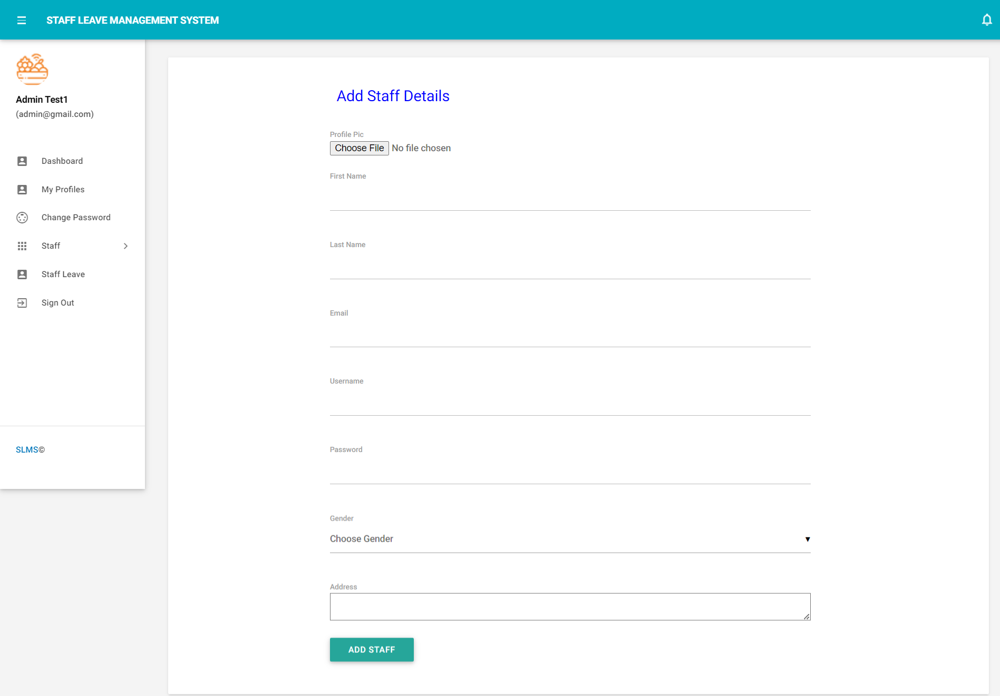 STAFF LEAVE MANAGEMENT SYSTEM
Admin Test1
(admin@gmail.com)
Dashboard
My Profiles
Change Password
Staff
Staff Leave
Sign Out
SLMS©
Add Staff Details
Profile Pic
Choose File No file chosen
First Name
Last Name
Email
Username
Password
Gender
Choose Gender
Address
ADD STAFF